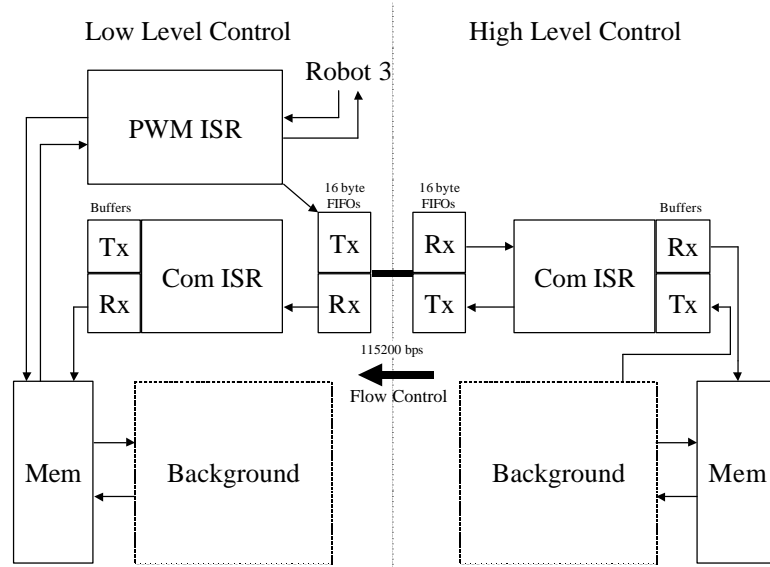 Low Level Control
High Level Control
Robot 3
PWM ISR
16 byte
FIFOs
16 byte
FIFOs
Buffers
Buffers
Tx
Com ISR
Tx
Rx
Com ISR
Rx
Rx
Rx
Tx
Tx
115200 bps
Flow Control
Mem
Background
Background
Mem